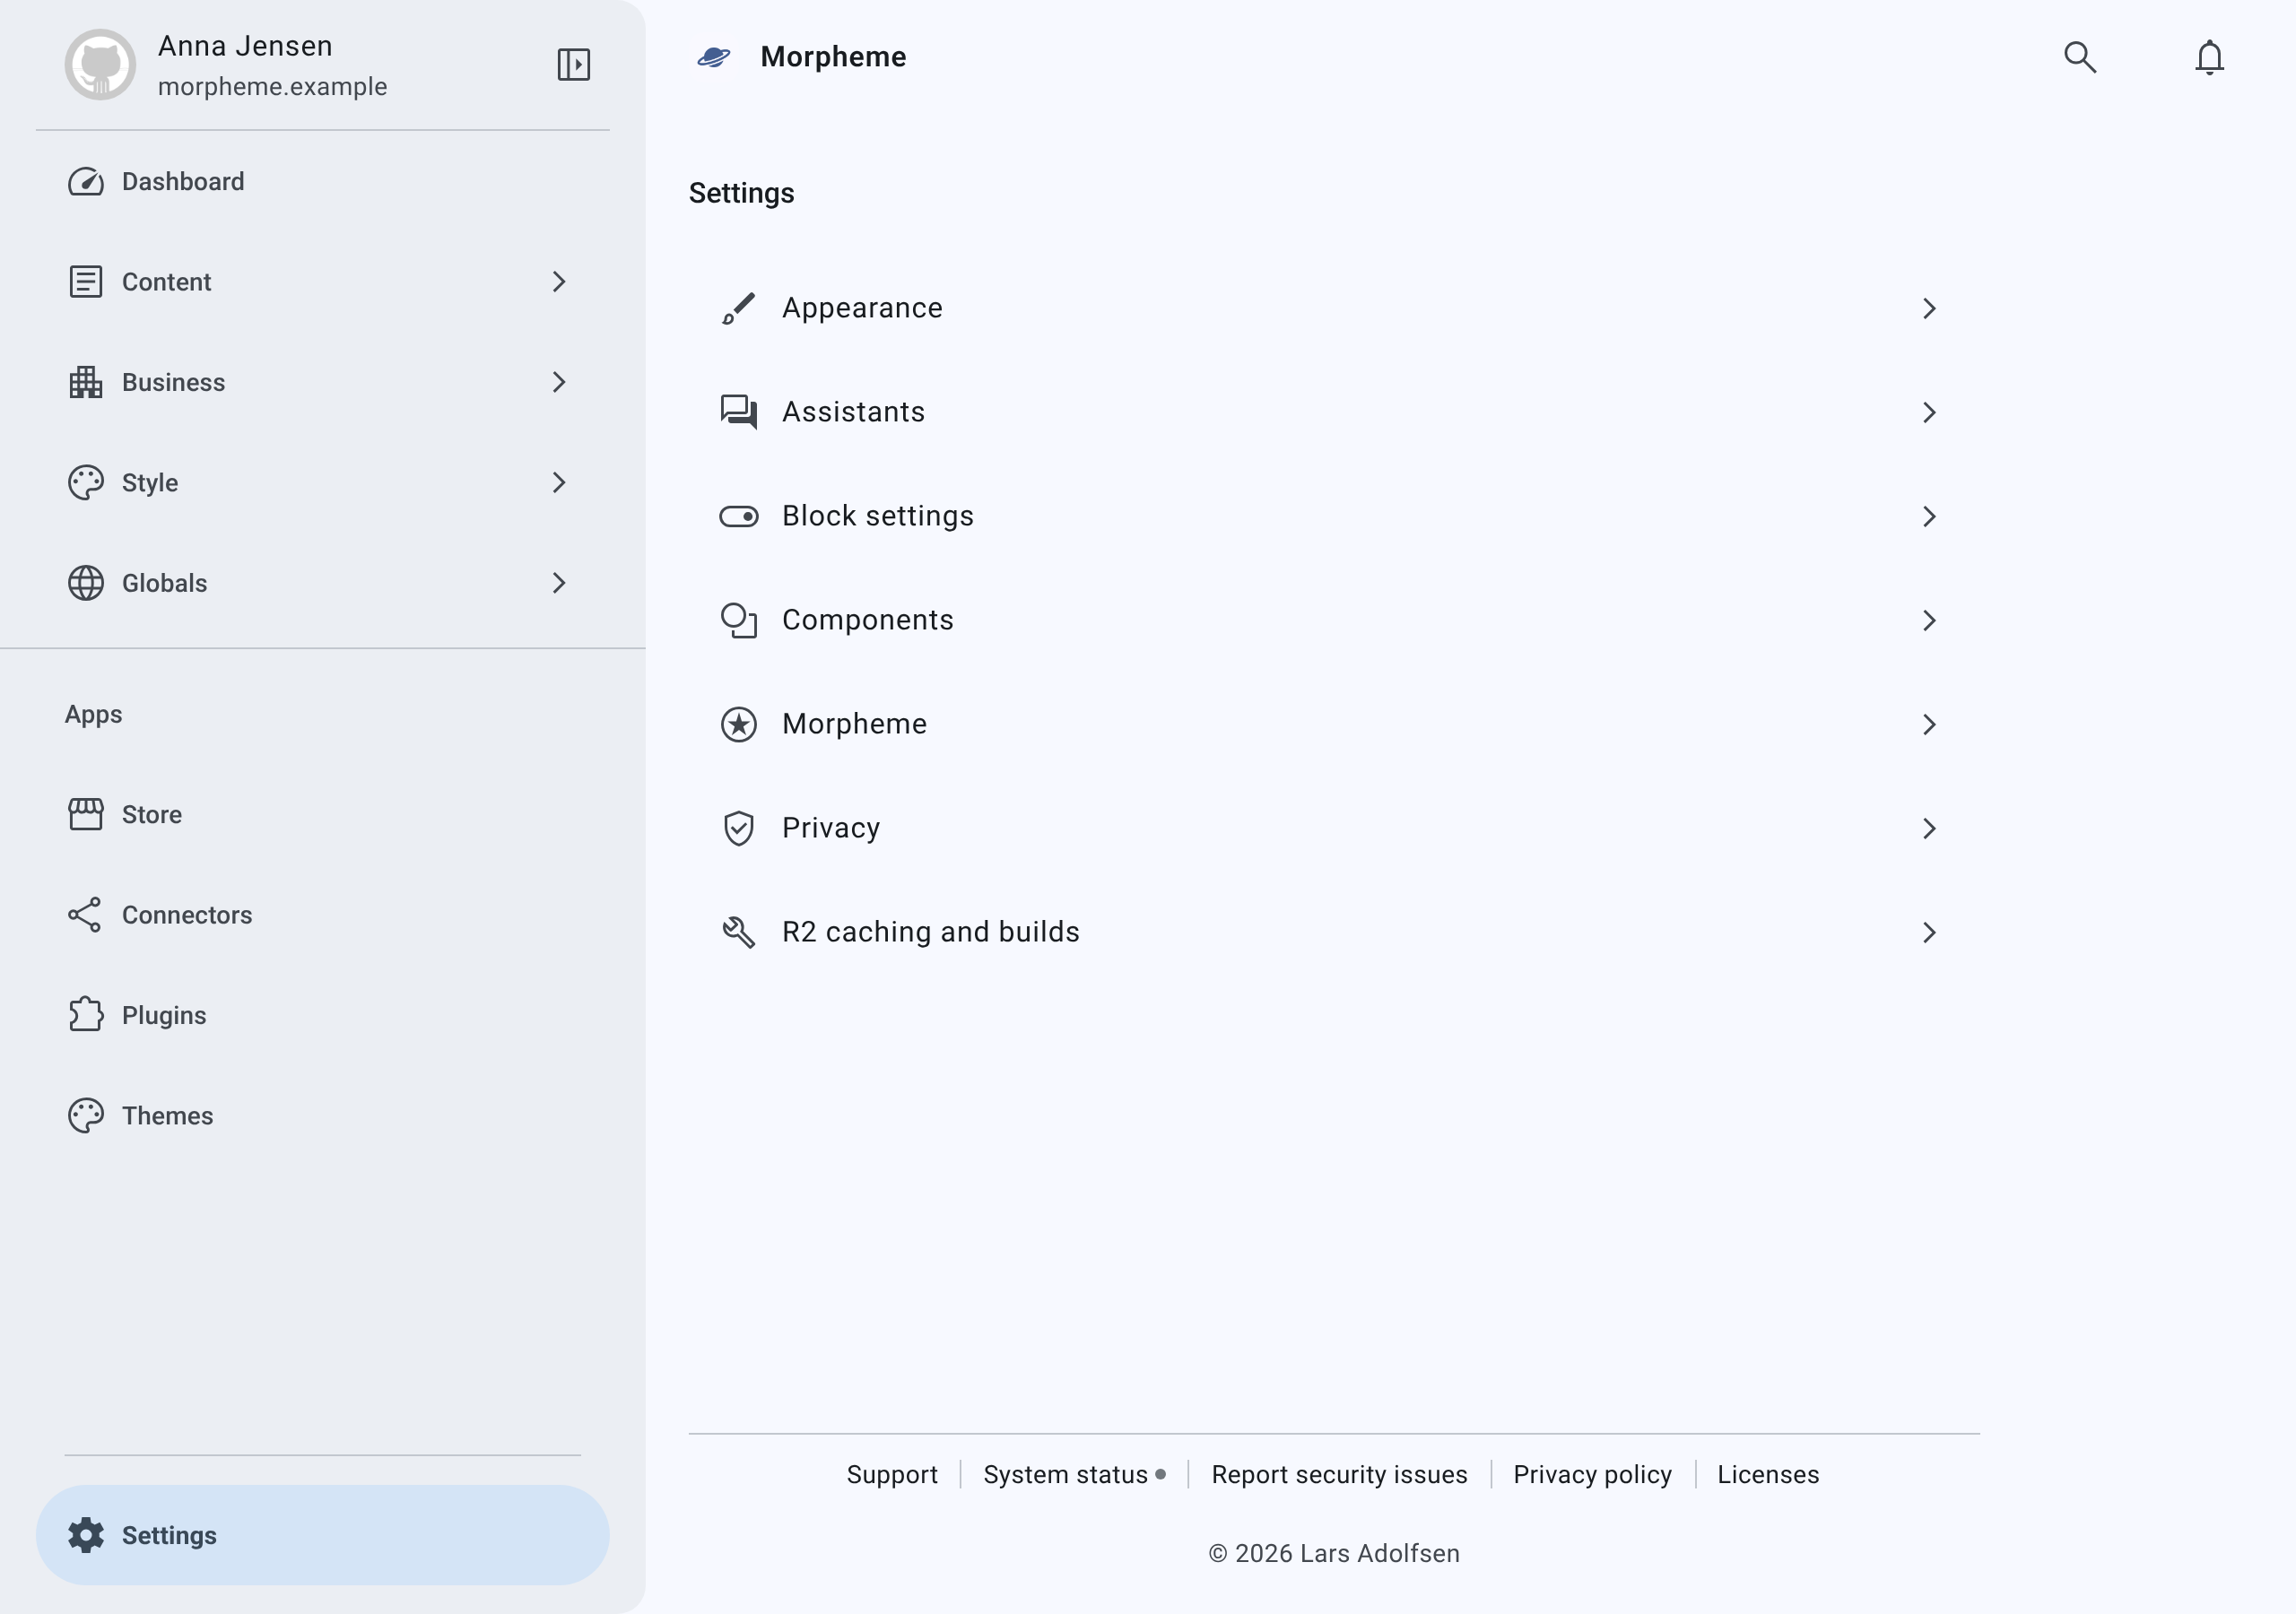 Anna Jensen
morpheme.example
Dashboard
Content
Business
Style
Globals
Apps
Store
Connectors
Plugins
Themes
Settings
Morpheme
Settings
Appearance
Assistants
Block settings
Components
Morpheme
Privacy
R2 caching and builds
Support
System status
Report security issues
Privacy policy
Licenses
© 2026 Lars Adolfsen